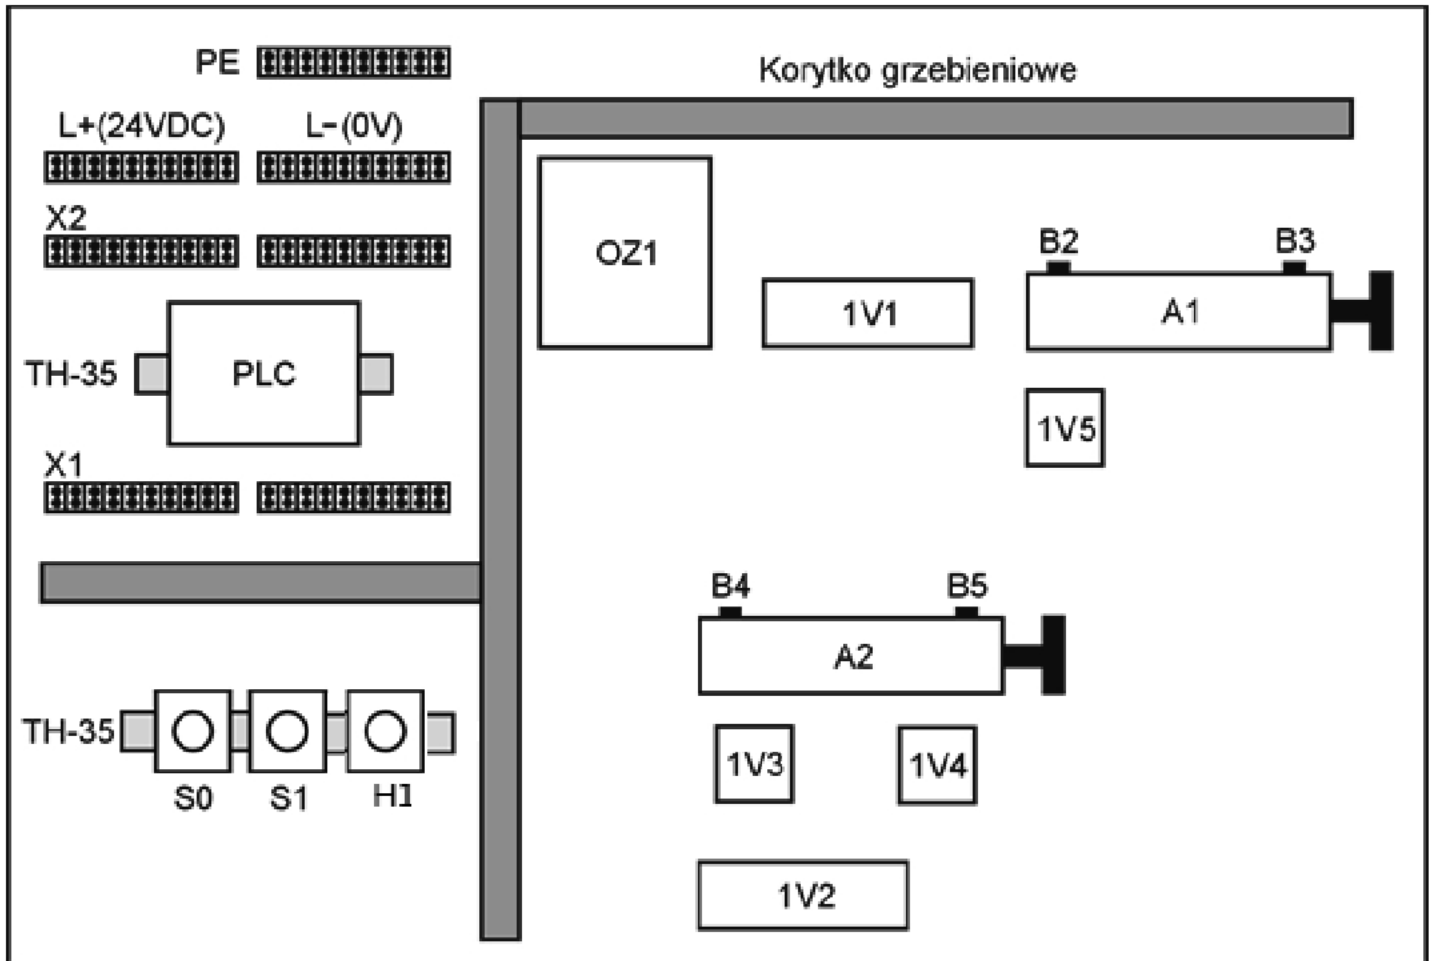 PE
Korytko grzebieniowe
L+(24VDC) L-(0V)
X2
OZ1
B2 B3
1V1
A1
TH-35
PLC
1V5
X1
B4 B5
A2
TH-35
1V3 1V4
S0 S1 H1
1V2